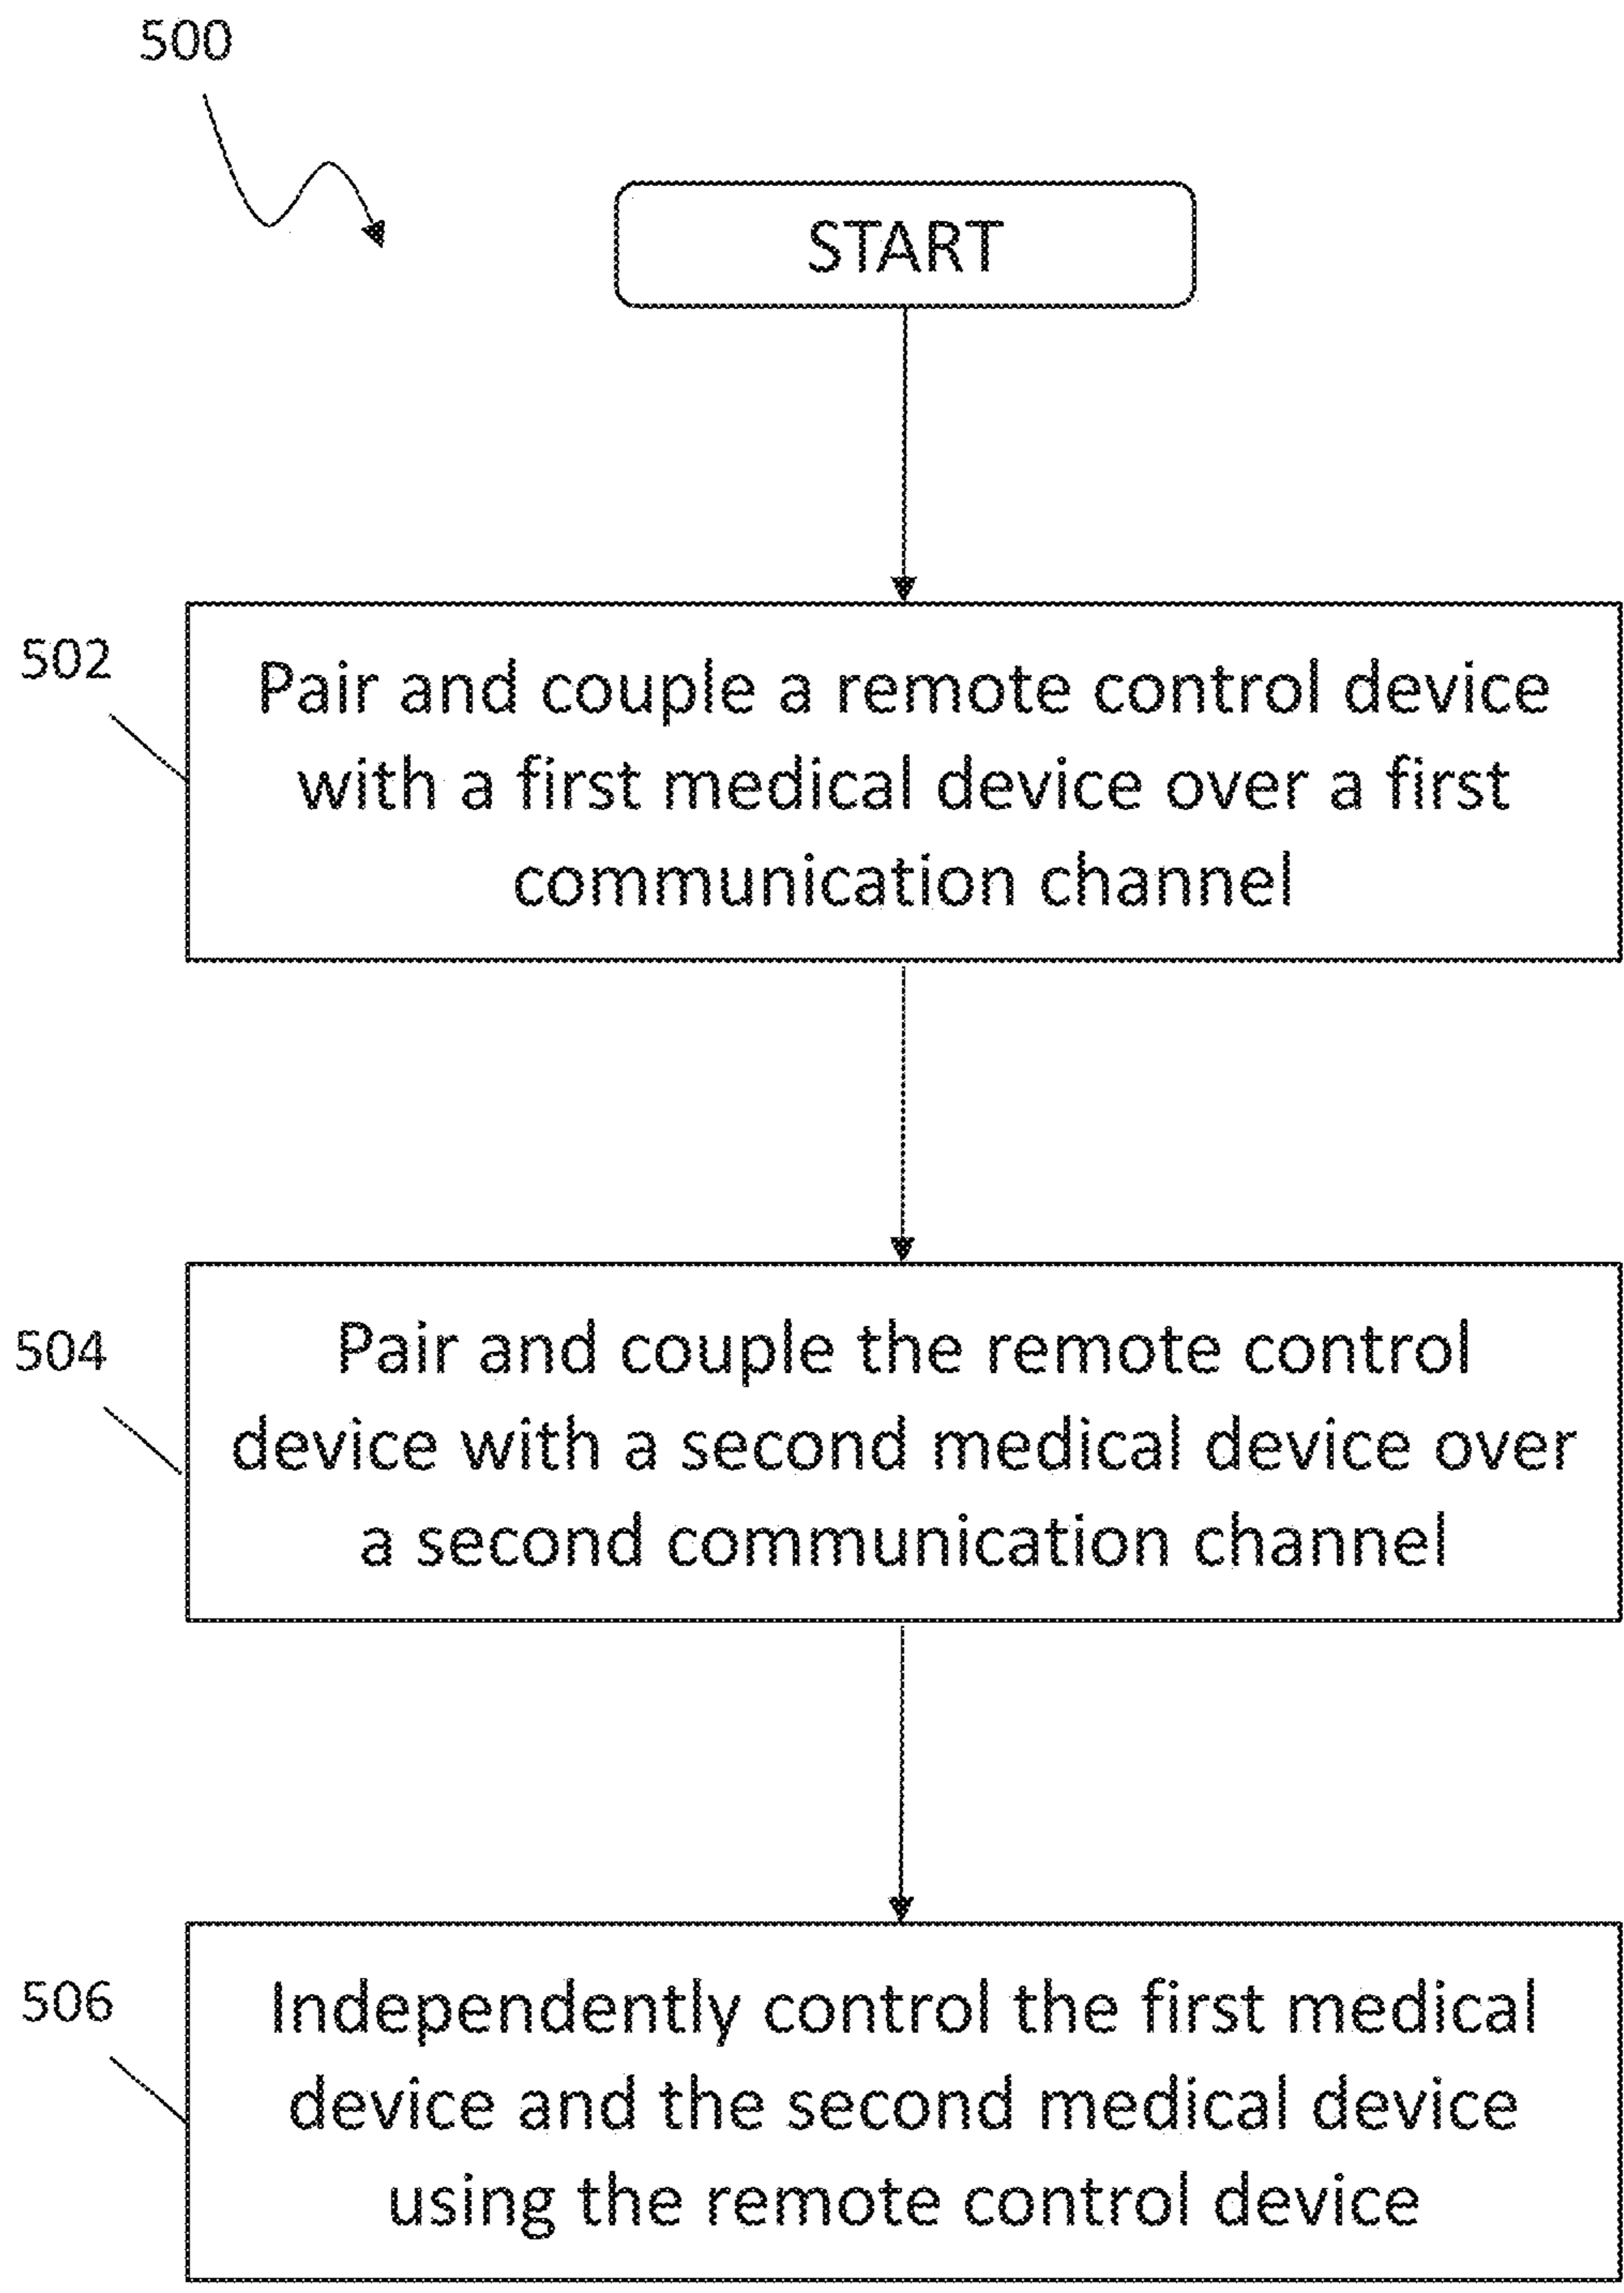 500
START
502
Pair and couple a remote control device
with a first medical device over a first
communication channel
504
Pair and couple the remote control
device with a second medical device over
a second communication channel
506
Independently control the first medical
device and the second medical device
using the remote control device